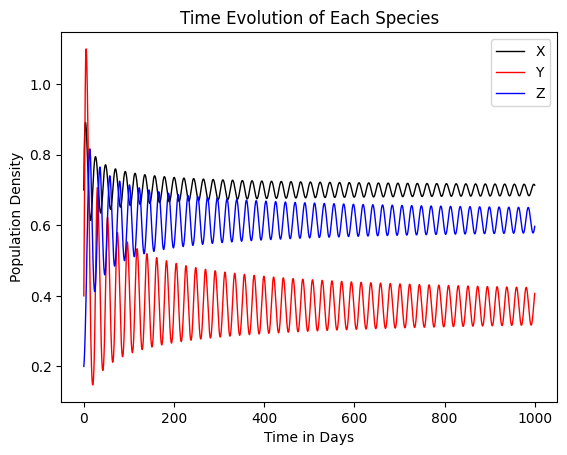 Time Evolution of Each Species
X
Y
Z
Population Density
1.0
0.8
0.6
0.4
0.2
0 200 400 600 800 1000
Time in Days